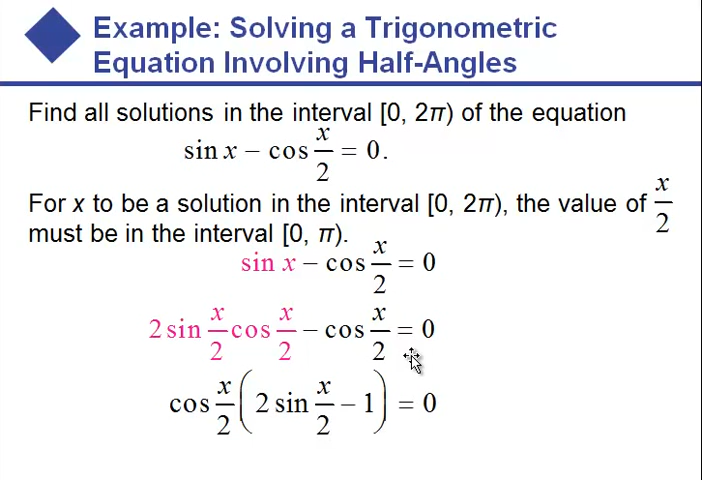 Example: Solving a Trigonometric
Equation Involving Half-Angles
Find all solutions in the interval [0, 2π) of the equation
sin x − cos x/2 = 0.
For x to be a solution in the interval [0, 2π), the value of x/2
must be in the interval [0, π).
sin x − cos x/2 = 0
2 sin x/2 cos x/2 − cos x/2 = 0
cos x/2 (2 sin x/2 − 1) = 0